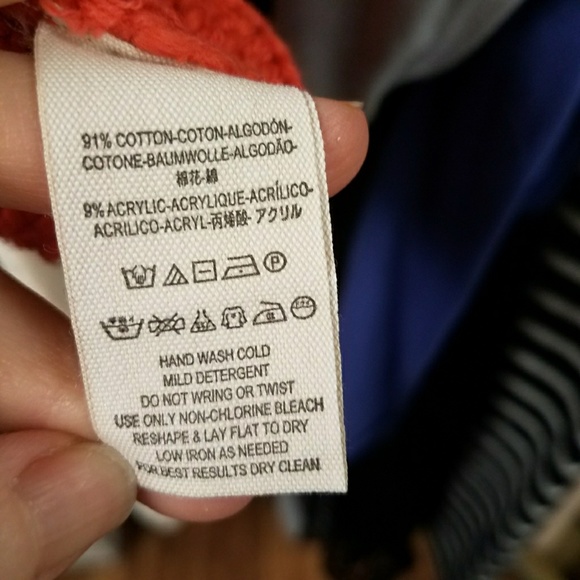 91% COTTON-COTON-ALGODÓN-
COTONE-BAUMWOLLE-ALGODÃO-
棉花-綿
9% ACRYLIC-ACRYLIQUE-ACRÍLICO-
ACRILICO-ACRYL-丙烯酸-アクリル
P
HAND WASH COLD
MILD DETERGENT
DO NOT WRING OR TWIST
USE ONLY NON-CHLORINE BLEACH
RESHAPE & LAY FLAT TO DRY
LOW IRON AS NEEDED
FOR BEST RESULTS DRY CLEAN.